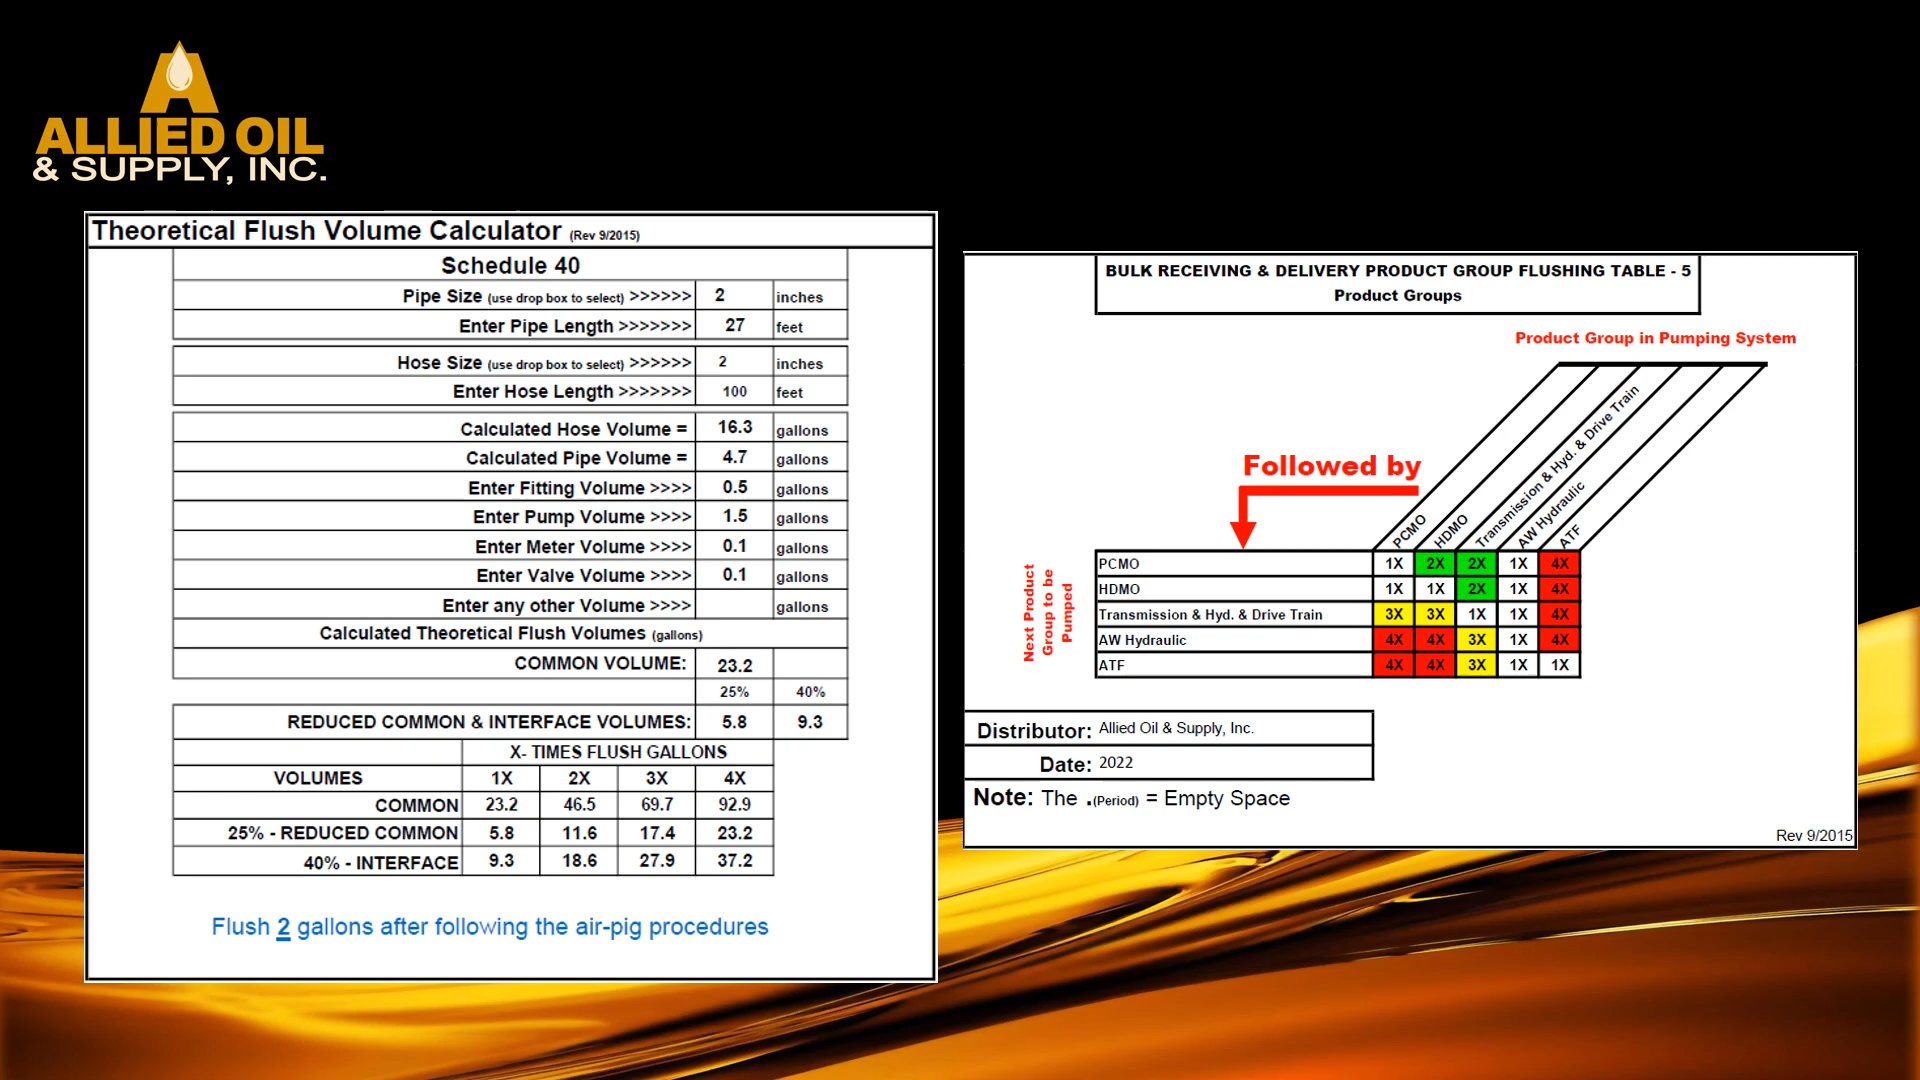 ALLIED OIL
& SUPPLY, INC.
Theoretical Flush Volume Calculator (Rev 9/2015)
Schedule 40
Pipe Size (use drop box to select) >>>>>> 2 inches
Enter Pipe Length >>>>>>> 27 feet
Hose Size (use drop box to select) >>>>>> 2 inches
Enter Hose Length >>>>>>> 100 feet
Calculated Hose Volume = 16.3 gallons
Calculated Pipe Volume = 4.7 gallons
Enter Fitting Volume >>>> 0.5 gallons
Enter Pump Volume >>>> 1.5 gallons
Enter Meter Volume >>>> 0.1 gallons
Enter Valve Volume >>>> 0.1 gallons
Enter any other Volume >>>> gallons
Calculated Theoretical Flush Volumes (gallons)
COMMON VOLUME: 23.2
25% 40%
REDUCED COMMON & INTERFACE VOLUMES: 5.8 9.3
X- TIMES FLUSH GALLONS
VOLUMES 1X 2X 3X 4X
COMMON 23.2 46.5 69.7 92.9
25% - REDUCED COMMON 5.8 11.6 17.4 23.2
40% - INTERFACE 9.3 18.6 27.9 37.2
Flush 2 gallons after following the air-pig procedures
BULK RECEIVING & DELIVERY PRODUCT GROUP FLUSHING TABLE - 5
Product Groups
Product Group in Pumping System
Followed by
PCMO
HDMO
Transmission & Hyd. & Drive Train
AW Hydraulic
ATF
Next Product
Group to be
Pumped
PCMO 1X 2X 2X 1X 4X
HDMO 1X 1X 2X 1X 4X
Transmission & Hyd. & Drive Train 3X 3X 1X 1X 4X
AW Hydraulic 4X 4X 3X 1X 4X
ATF 4X 4X 3X 1X 1X
Distributor: Allied Oil & Supply, Inc.
Date: 2022
Note: The .(Period) = Empty Space
Rev 9/2015